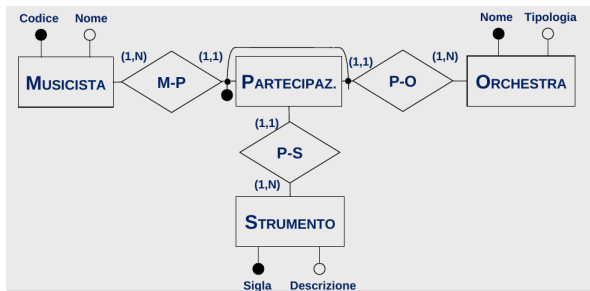 Codice Nome
Nome Tipologia
(1,N) (1,1) (1,1) (1,N)
MUSICISTA M-P PARTECIPAZ. P-O ORCHESTRA
(1,1)
P-S
(1,N)
STRUMENTO
Sigla Descrizione